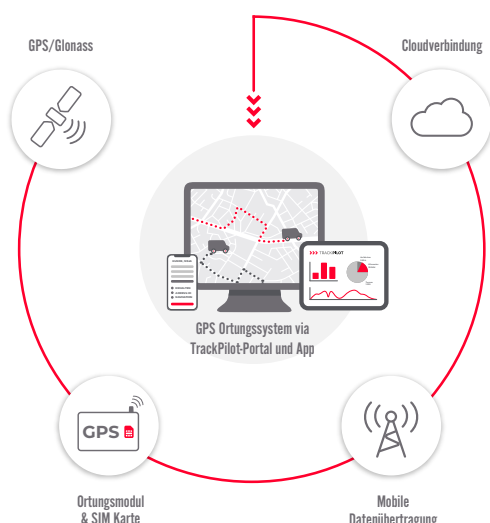 GPS/Glonass
Cloudverbindung
TRACKPILOT
GPS Ortungssystem via
TrackPilot-Portal und App
GPS
Ortungsmodul
& SIM Karte
Mobile
Datenübertragung